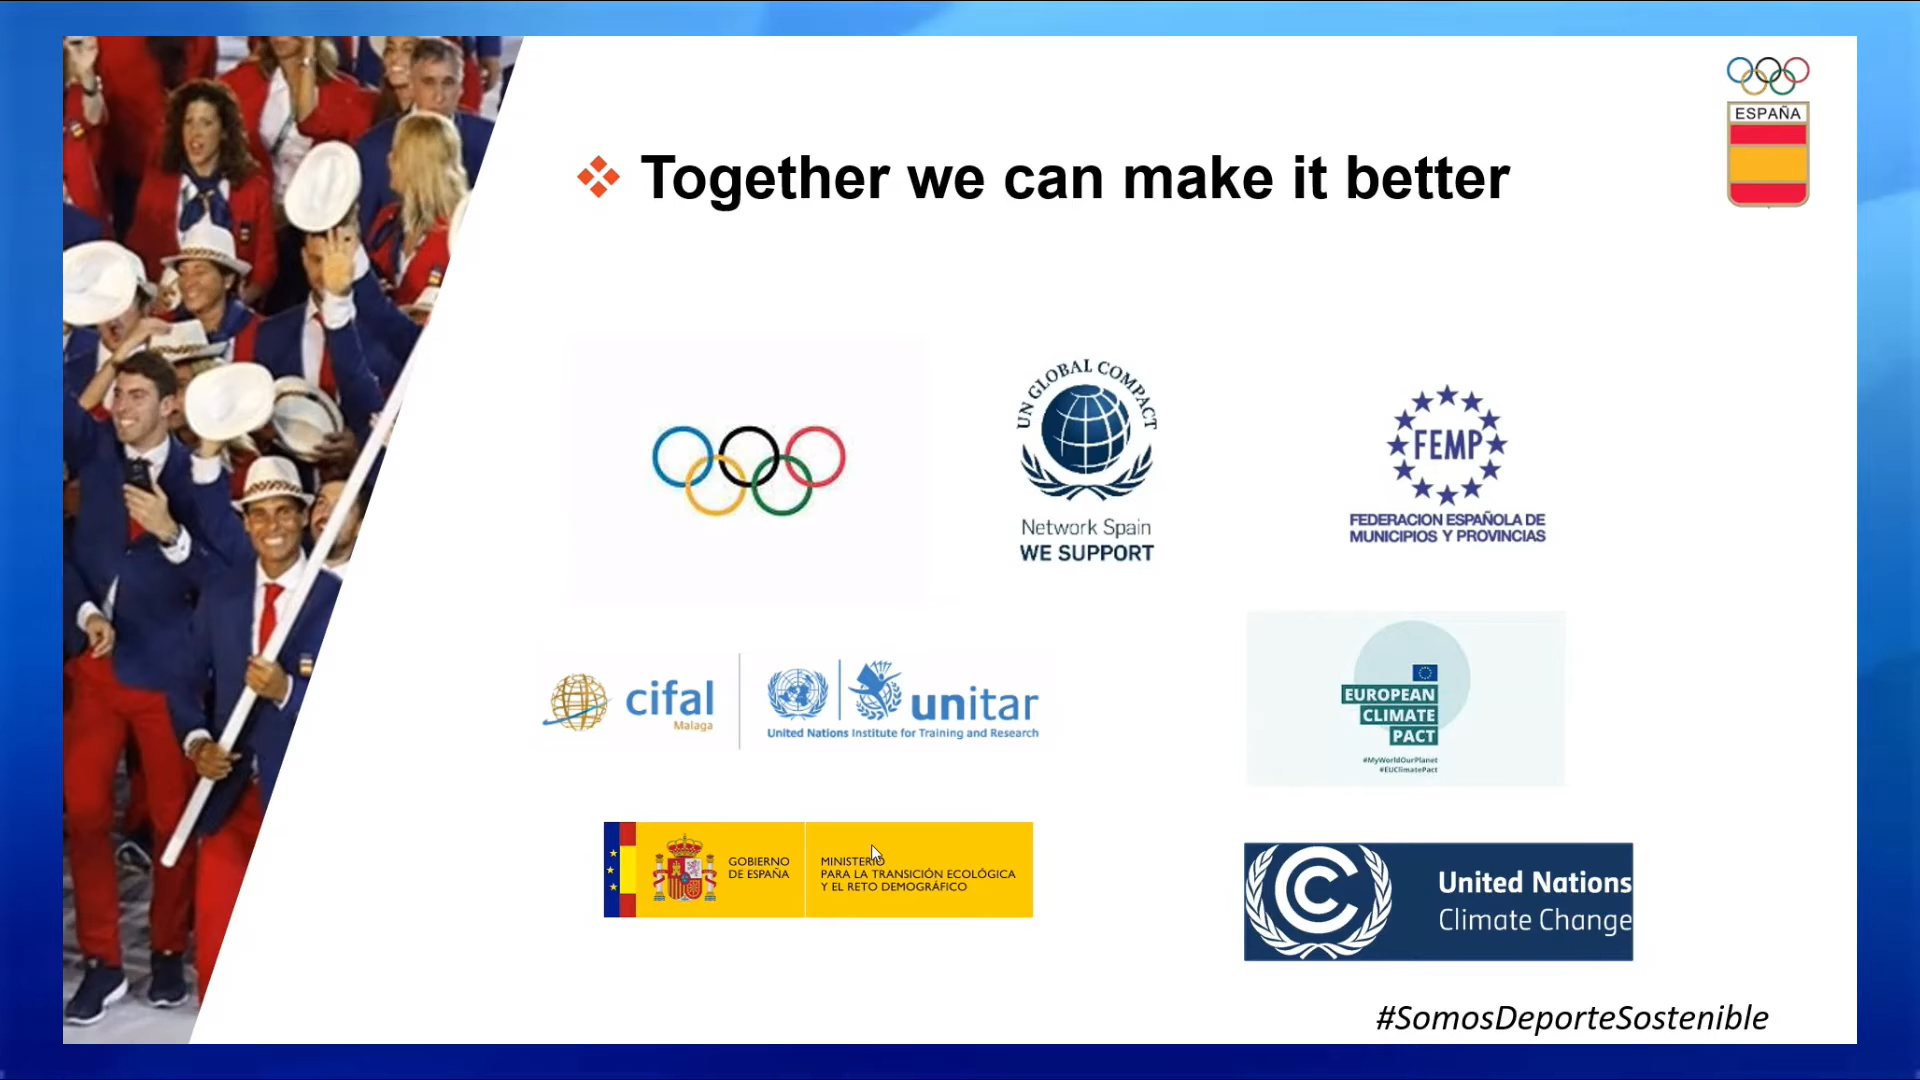 ESPAÑA
Together we can make it better
UN GLOBAL COMPACT
Network Spain
WE SUPPORT
FEMP
FEDERACION ESPAÑOLA DE
MUNICIPIOS Y PROVINCIAS
cifal
Malaga
unitar
United Nations Institute for Training and Research
EUROPEAN
CLIMATE
PACT
#MyWorldOurPlanet
#EUClimatePact
GOBIERNO
DE ESPAÑA
MINISTERIO
PARA LA TRANSICIÓN ECOLÓGICA
Y EL RETO DEMOGRÁFICO
United Nations
Climate Change
#SomosDeporteSostenible